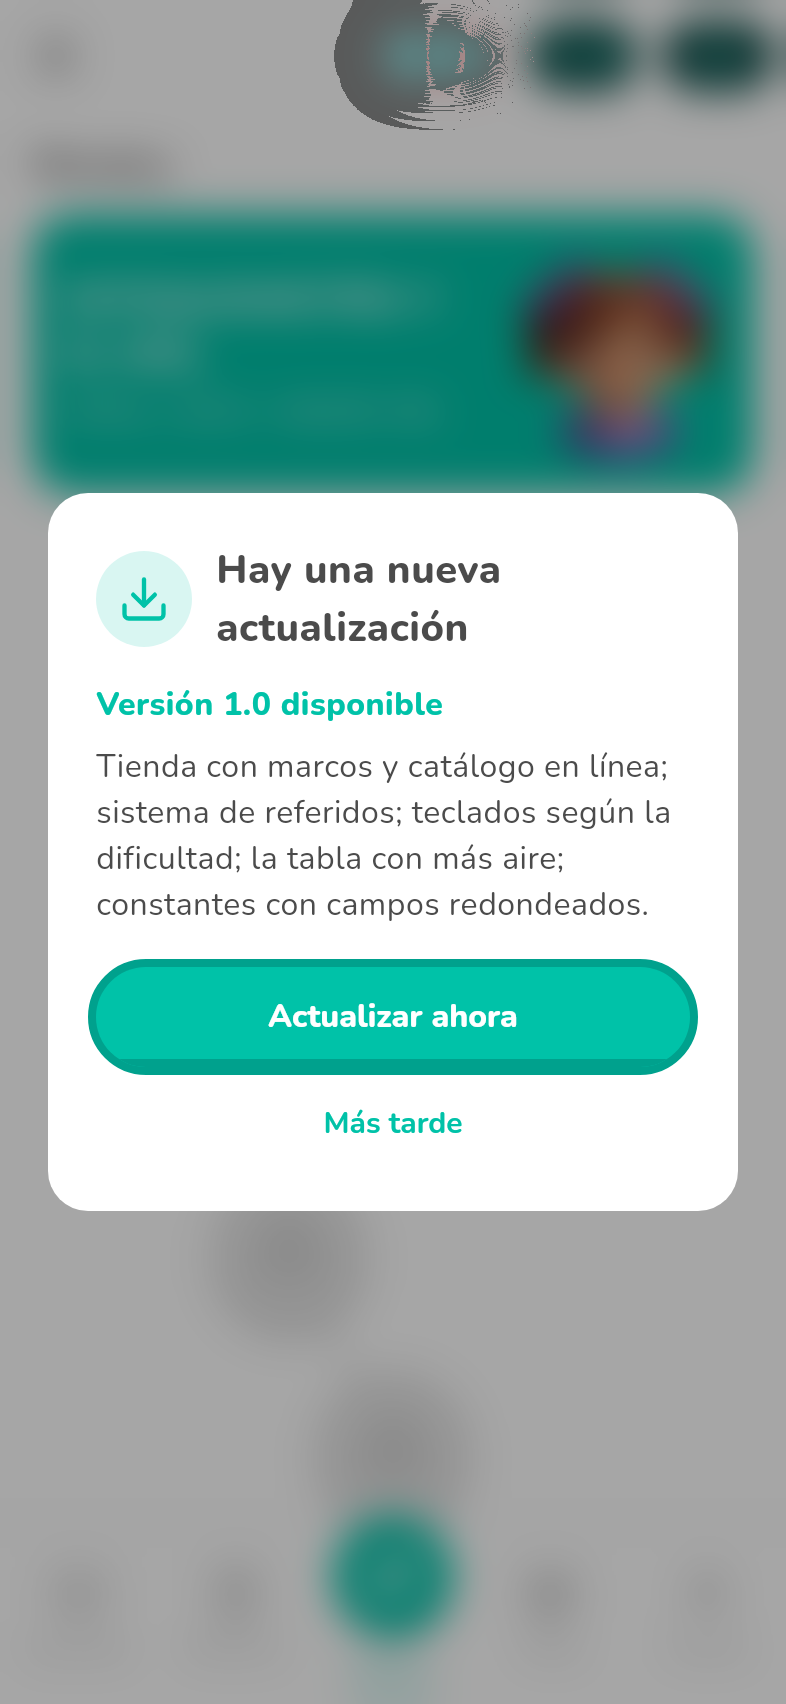 Hay una nueva
actualización
Versión 1.0 disponible
Tienda con marcos y catálogo en línea;
sistema de referidos; teclados según la
dificultad; la tabla con más aire;
constantes con campos redondeados.
Actualizar ahora
Más tarde